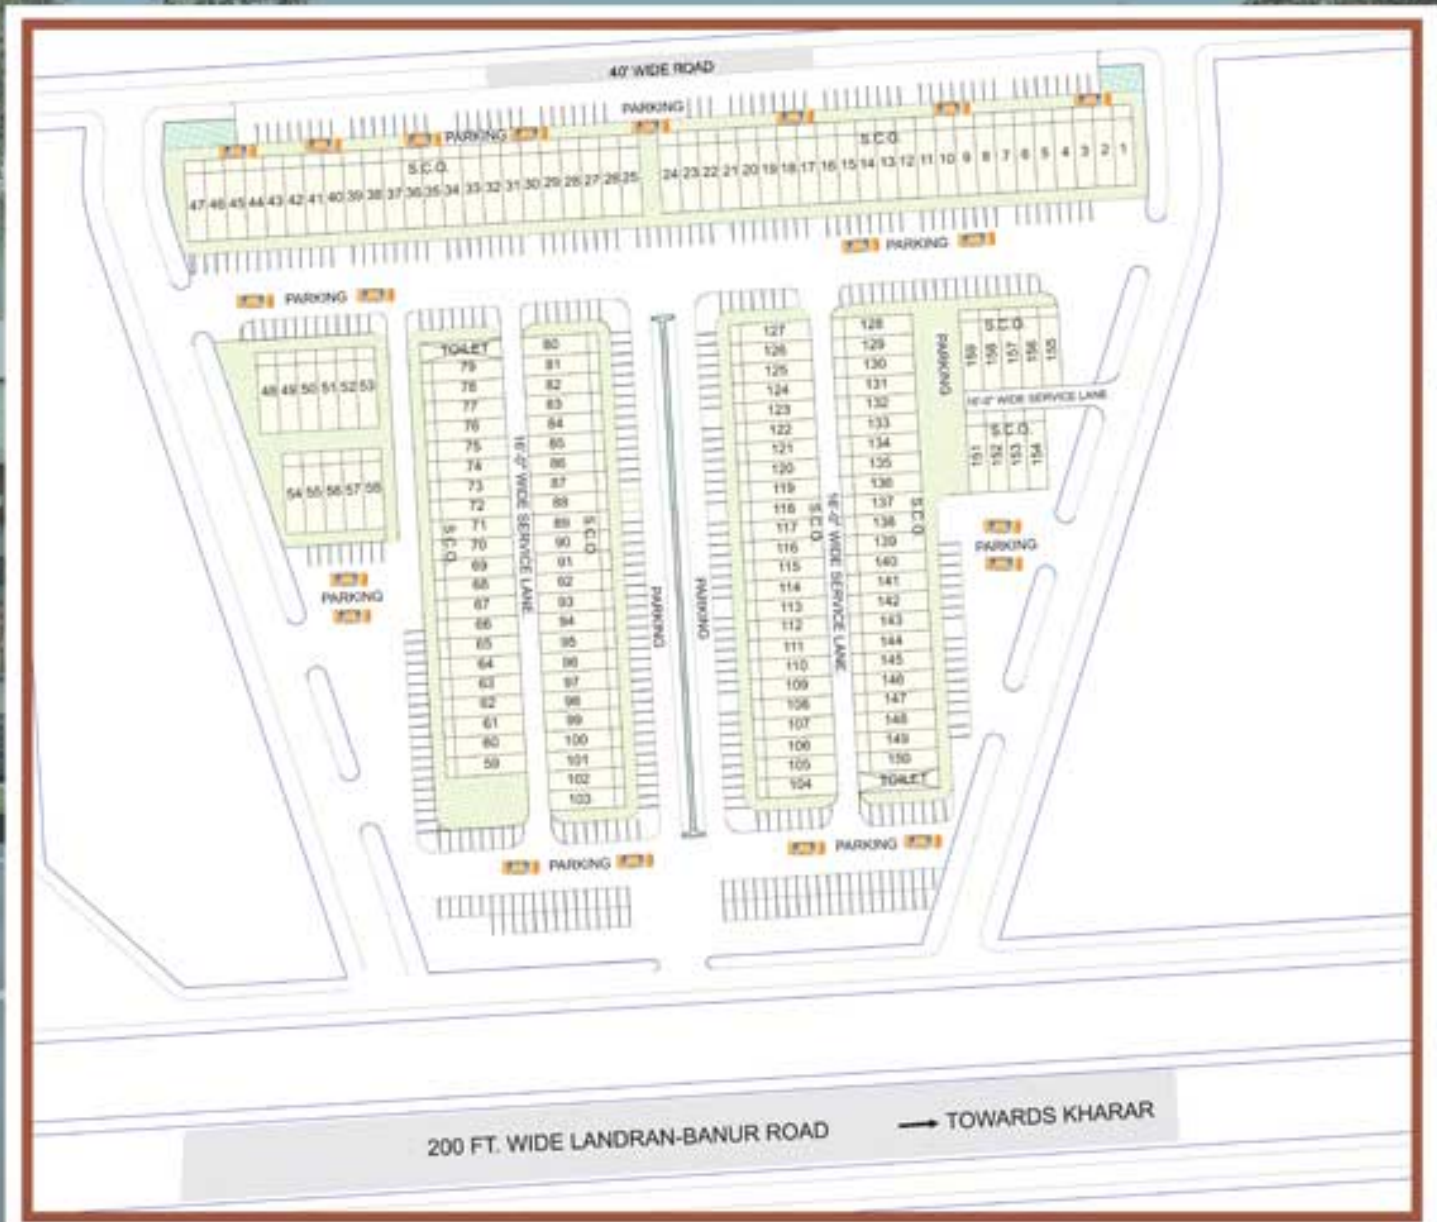 40' WIDE ROAD
PARKING
PARKING
S.C.O.
S.C.O.
47 46 45 44 43 42 41 40 39 38 37 36 35 34 33 32 31 30 29 28 27 26 25
24 23 22 21 20 19 18 17 16 15 14 13 12 11 10 9 8 7 6 5 4 3 2 1
PARKING
PARKING
48 49 50 51 52 53
54 55 56 57 58
PARKING
TOILET
79
78
77
76
75
74
73
72
71
70
69
68
67
66
65
64
63
62
61
60
59
S.C.O.
16'-0" WIDE SERVICE LANE
80
81
82
83
84
85
86
87
88
89
90
91
92
93
94
95
96
97
98
99
100
101
102
103
S.C.O.
PARKING
PARKING
127
126
125
124
123
122
121
120
119
118
117
116
115
114
113
112
111
110
109
108
107
106
105
104
S.C.O.
16'-0" WIDE SERVICE LANE
128
129
130
131
132
133
134
135
136
137
138
139
140
141
142
143
144
145
146
147
148
149
150
TOILET
S.C.O.
PARKING
S.C.O.
159 158 157 156 155
16'-0" WIDE SERVICE LANE
S.C.O.
151 152 153 154
PARKING
PARKING
PARKING
200 FT. WIDE LANDRAN-BANUR ROAD
TOWARDS KHARAR